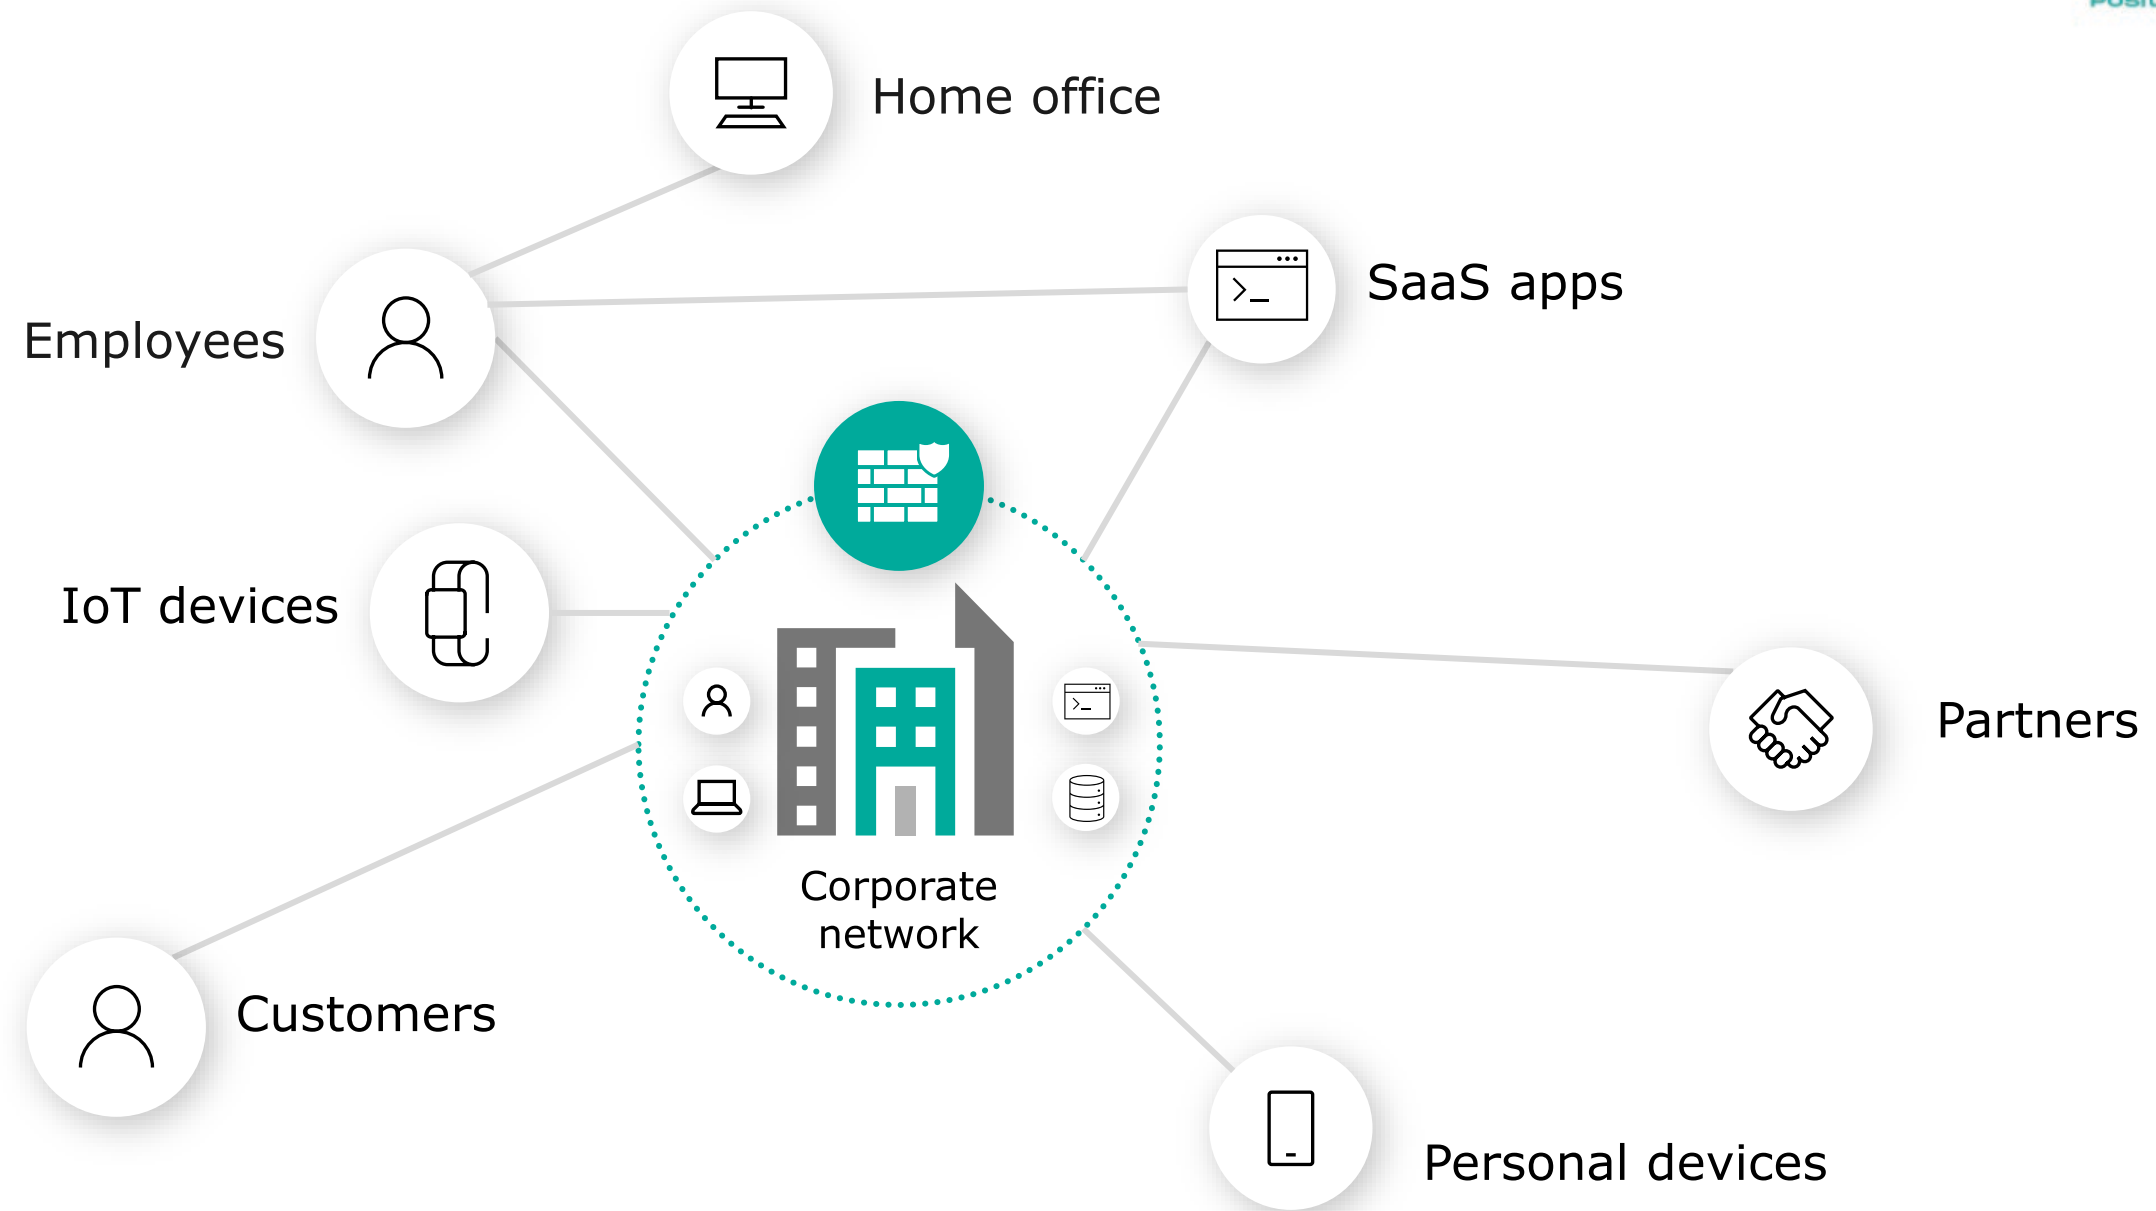 Home office
SaaS apps
Employees
IoT devices
Partners
Corporate
network
Customers
Personal devices